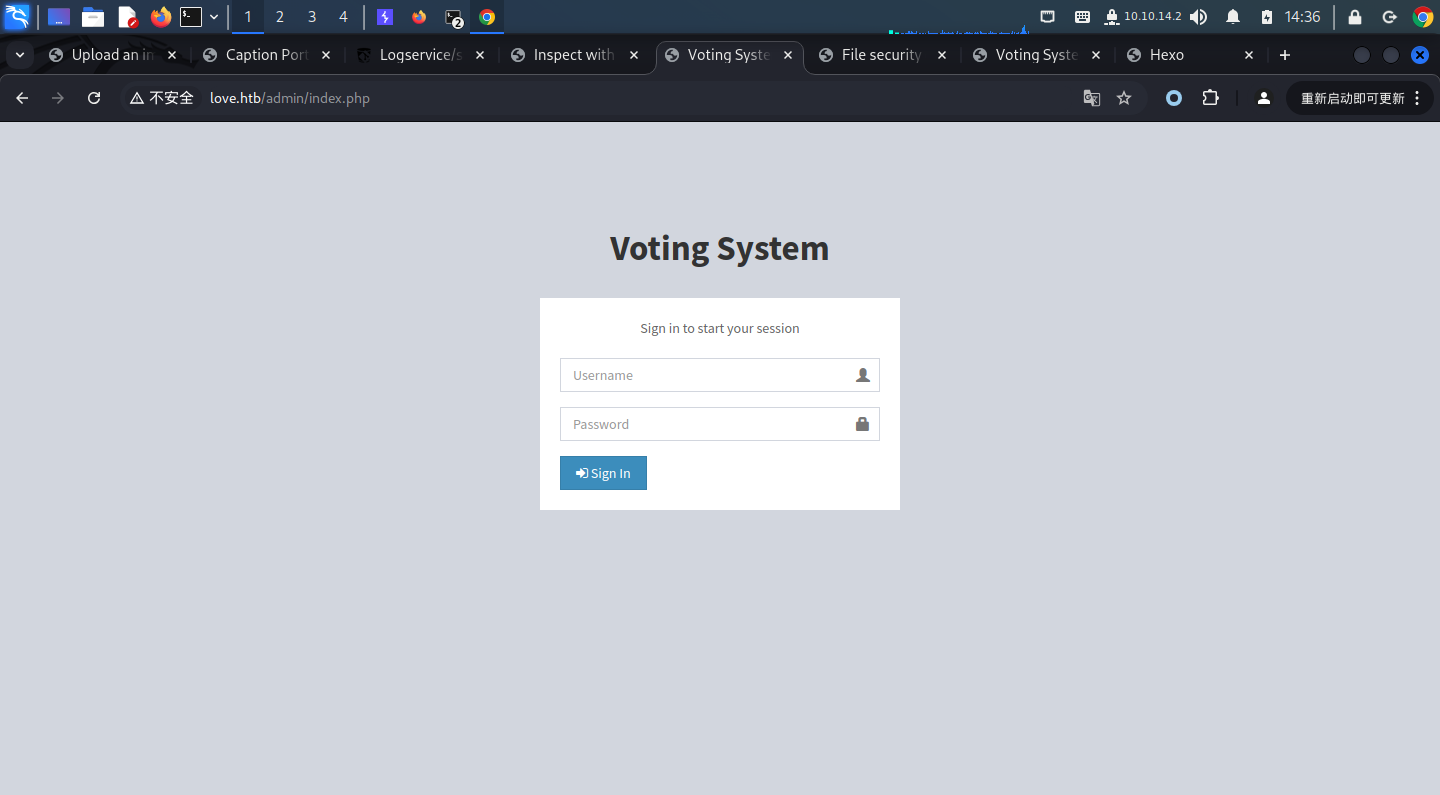 1 2 3 4 10.10.14.2 14:36
Upload an in Caption Port Logservice/s Inspect with Voting Syste File security Voting Syste Hexo
不安全 love.htb/admin/index.php 重新启动即可更新
Voting System
Sign in to start your session
Username
Password
Sign In